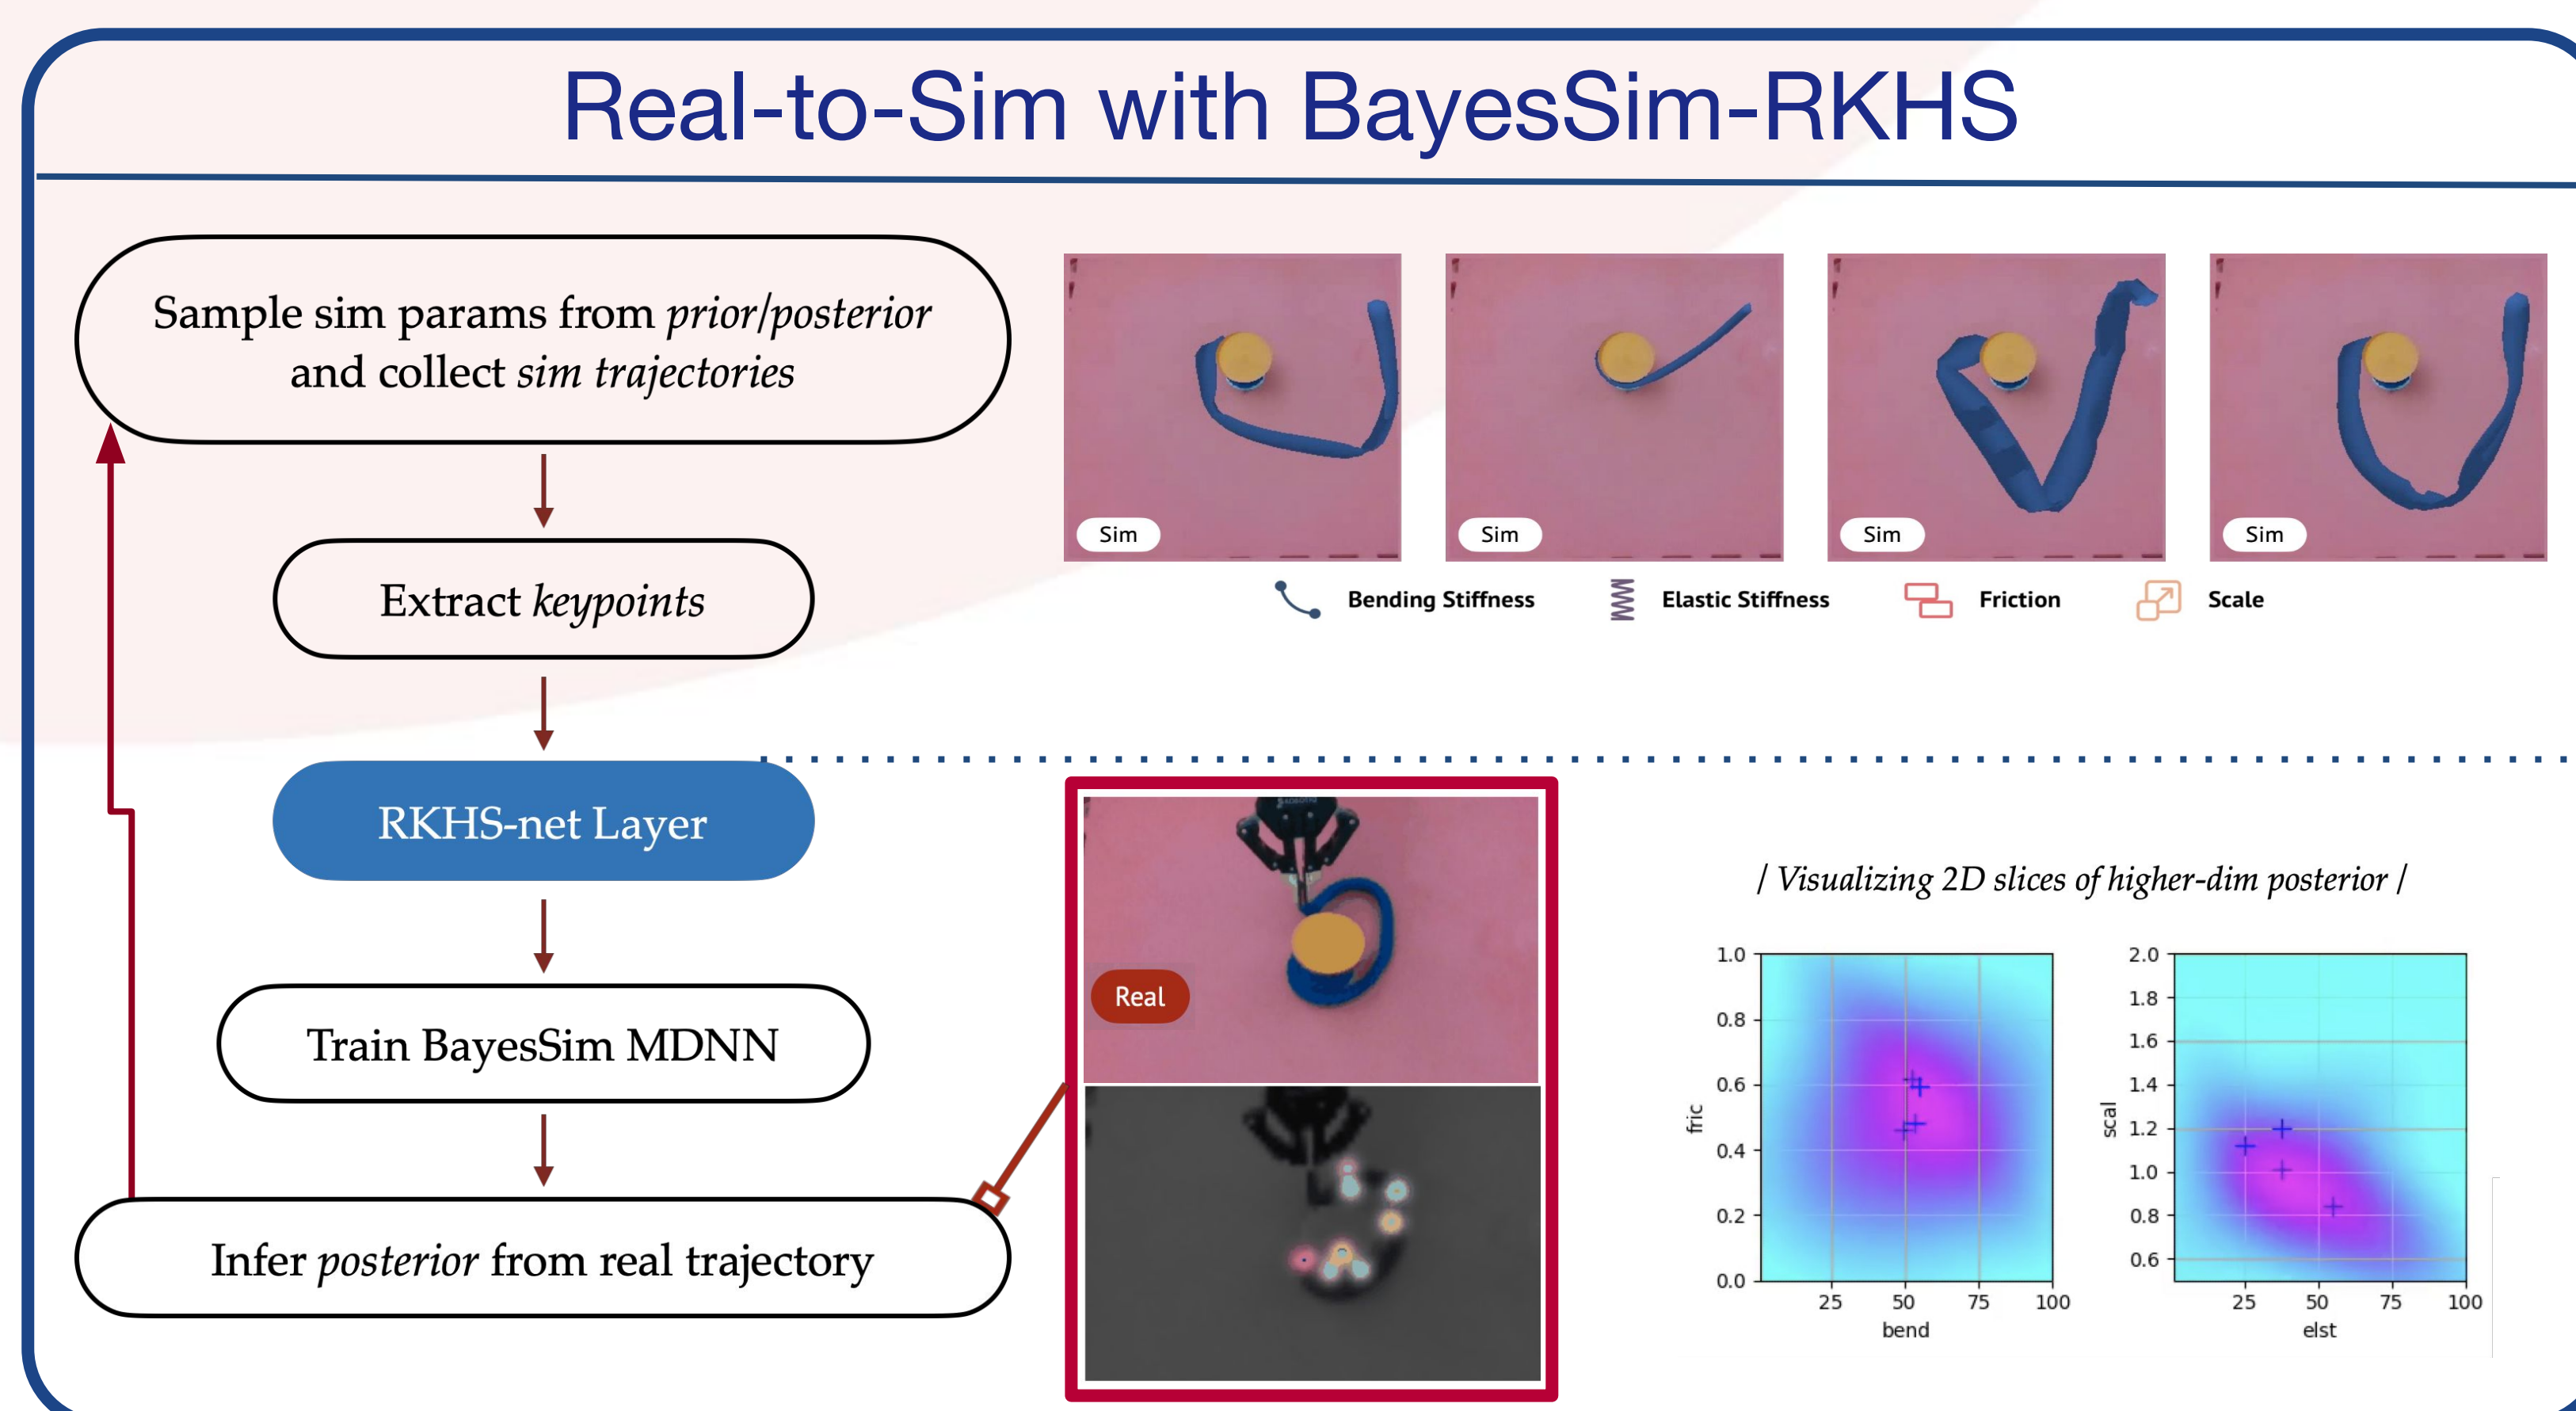 Real-to-Sim with BayesSim-RKHS
Sample sim params from prior/posterior
and collect sim trajectories
Extract keypoints
RKHS-net Layer
Train BayesSim MDNN
Infer posterior from real trajectory
Sim
Sim
Sim
Sim
Bending Stiffness
Elastic Stiffness
Friction
Scale
Real
/ Visualizing 2D slices of higher-dim posterior /
1.0
0.8
0.6
0.4
0.2
0.0
fric
25 50 75 100
bend
2.0
1.8
1.6
1.4
1.2
1.0
0.8
0.6
scal
25 50 75 100
elst